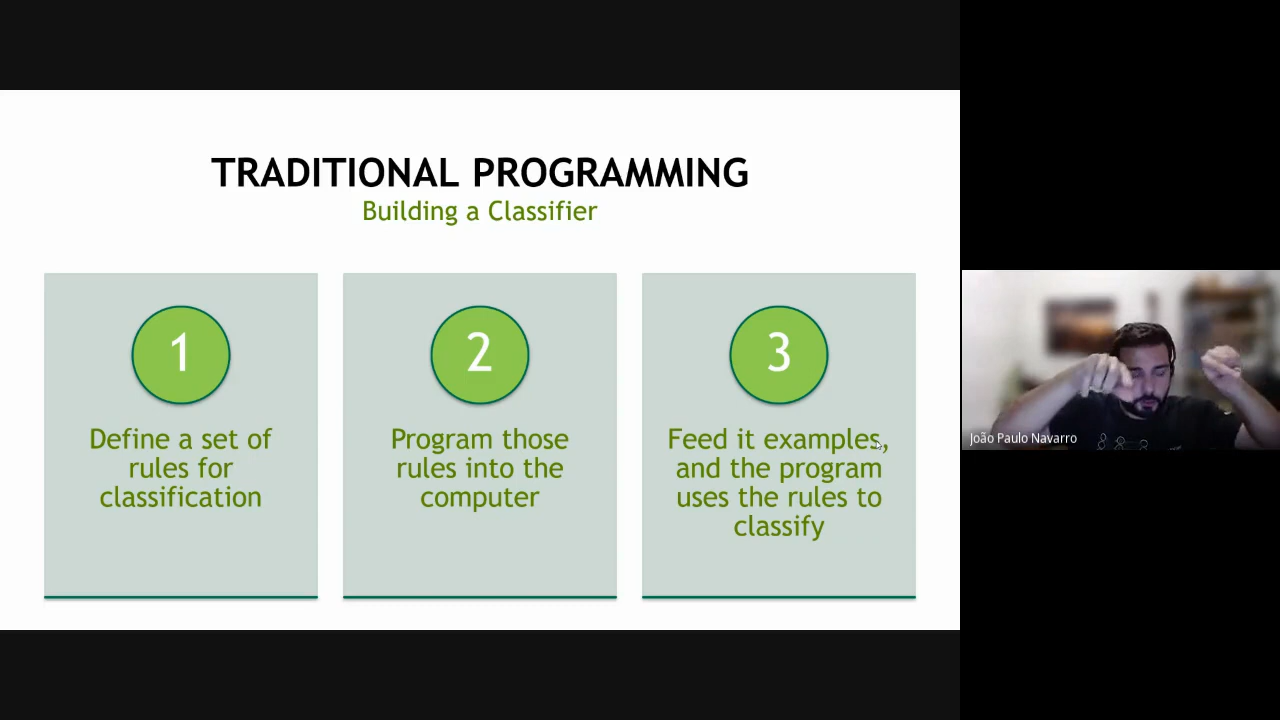 TRADITIONAL PROGRAMMING
Building a Classifier
1
Define a set of
rules for
classification
2
Program those
rules into the
computer
3
Feed it examples,
and the program
uses the rules to
classify
João Paulo Navarro